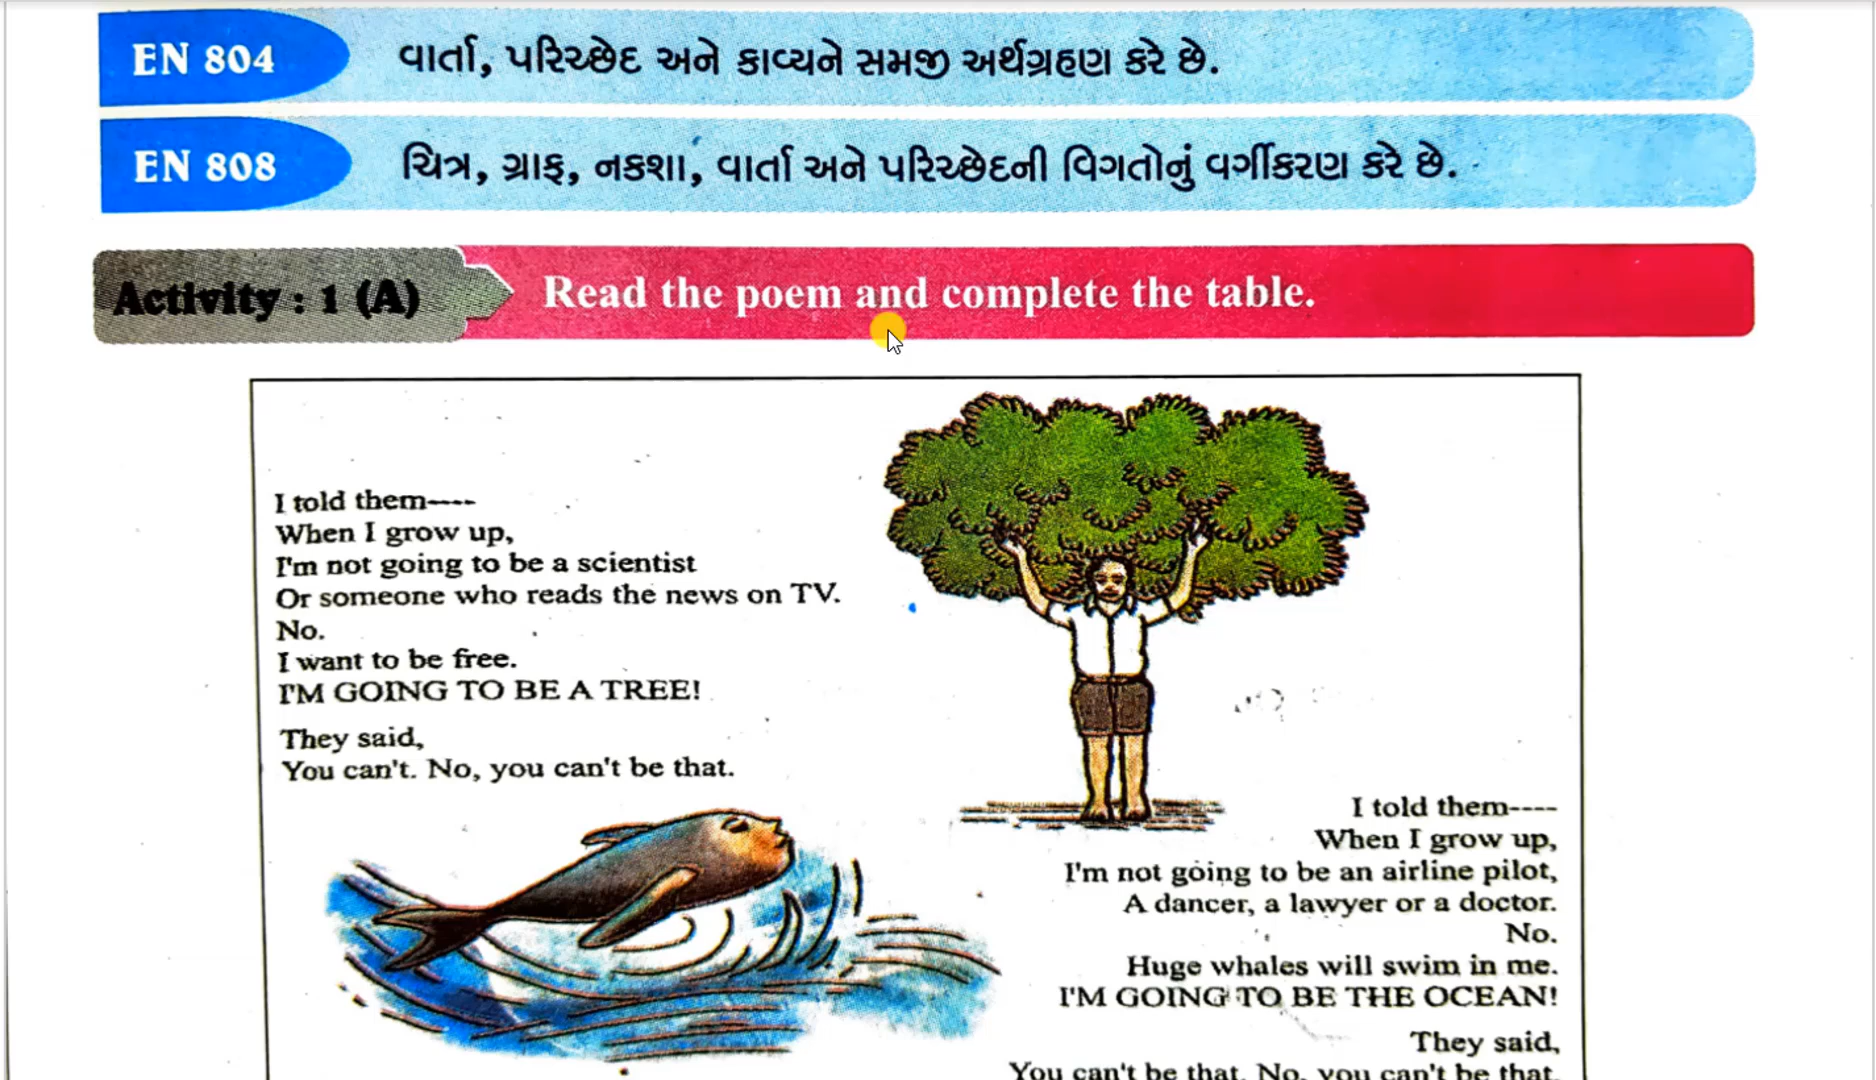 EN 804
વાર્તા, પરિચ્છેદ અને કાવ્યને સમજી અર્થગ્રહણ કરે છે.
EN 808
ચિત્ર, ગ્રાફ, નકશા, વાર્તા અને પરિચ્છેદની વિગતોનું વર્ગીકરણ કરે છે.
Activity : 1 (A)
Read the poem and complete the table.
I told them----
When I grow up,
I'm not going to be a scientist
Or someone who reads the news on TV.
No.
I want to be free.
I'M GOING TO BE A TREE!
They said,
You can't. No, you can't be that.
I told them----
When I grow up,
I'm not going to be an airline pilot,
A dancer, a lawyer or a doctor.
No.
Huge whales will swim in me.
I'M GOING TO BE THE OCEAN!
They said,
You can't be that. No, you can't be that.